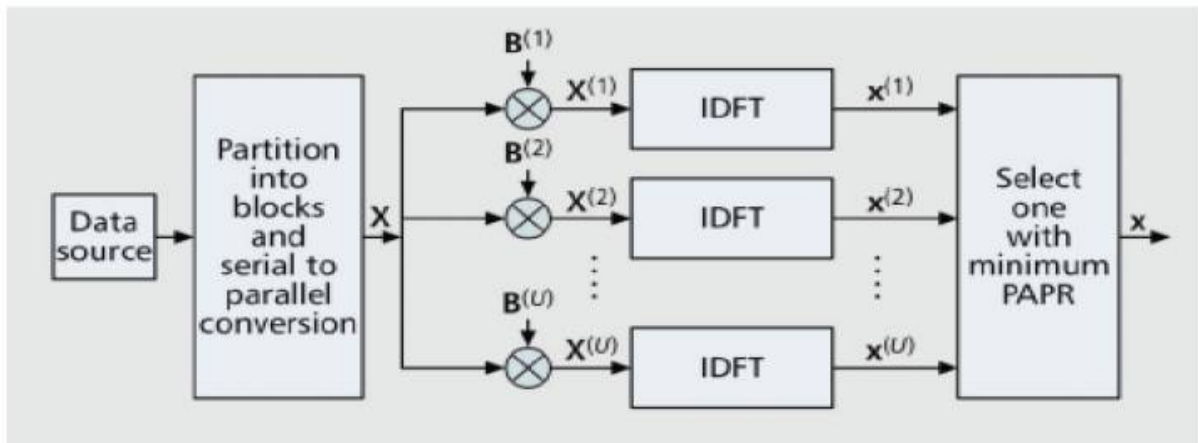 Data
source
Partition
into
blocks
and
serial to
parallel
conversion
X
B(1)
X(1)
IDFT
x(1)
B(2)
X(2)
IDFT
x(2)
B(U)
X(U)
IDFT
x(U)
Select
one
with
minimum
PAPR
x